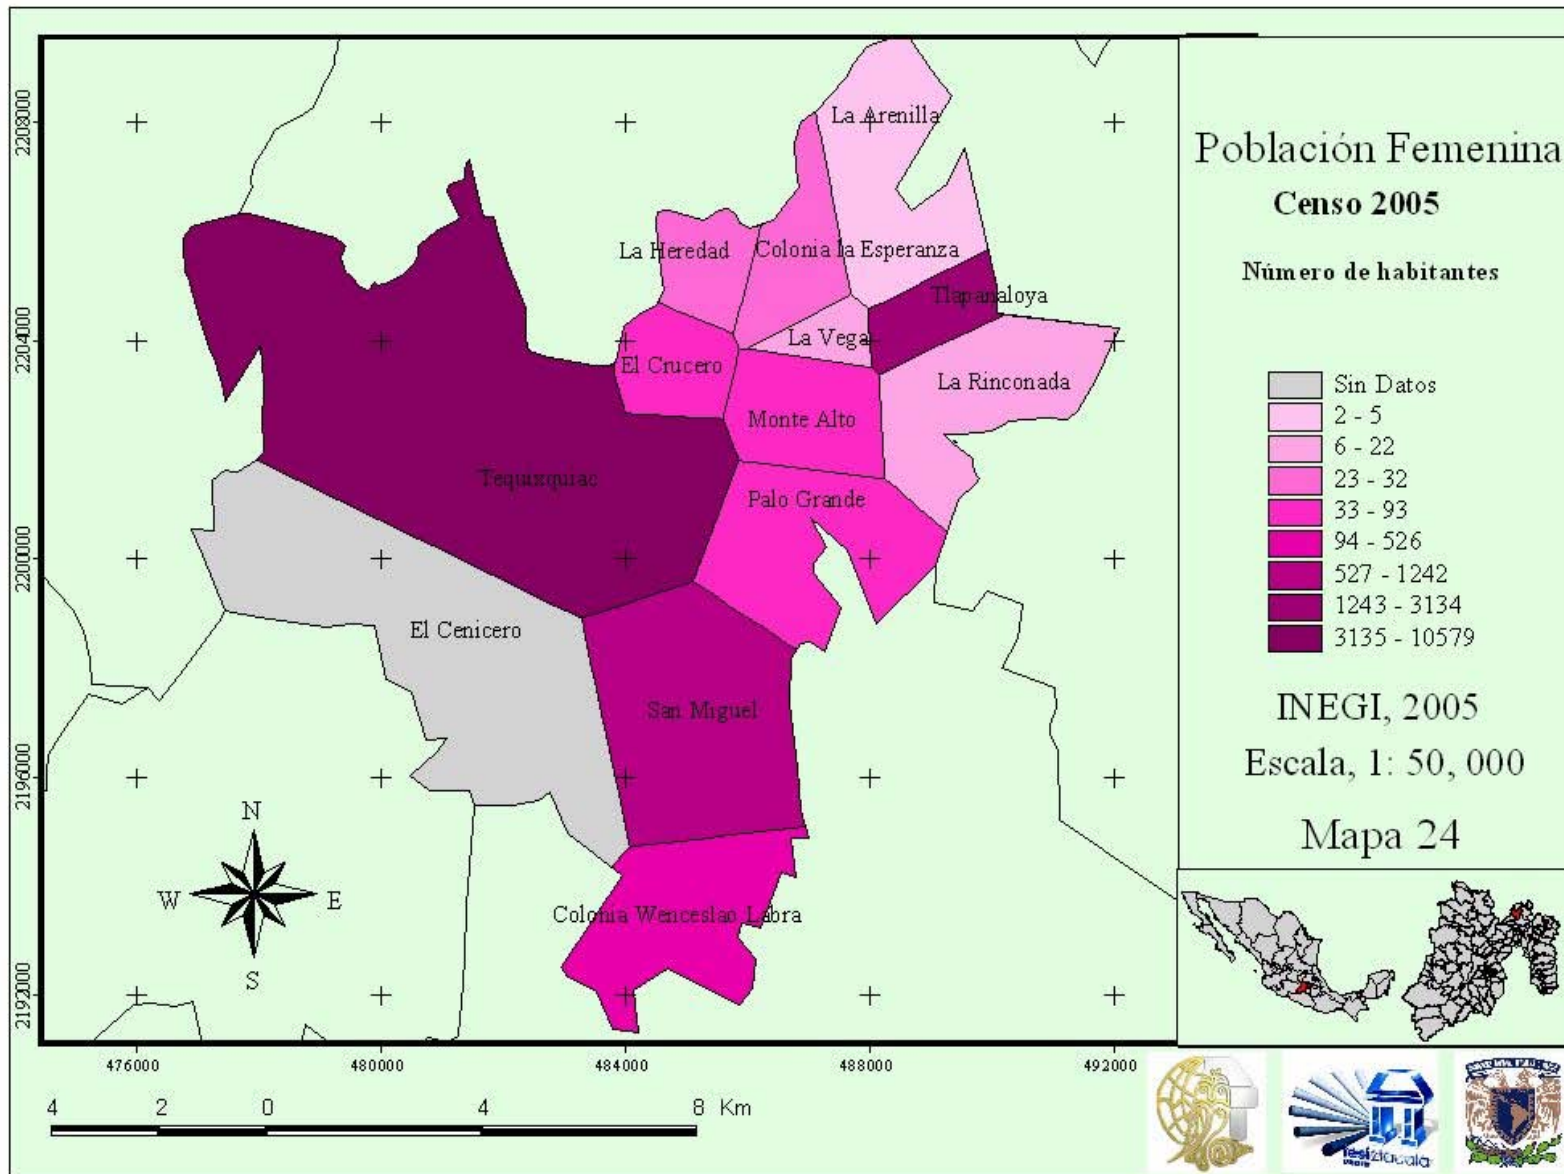 Población Femenina
Censo 2005
Número de habitantes
Sin Datos
2 - 5
6 - 22
23 - 32
33 - 93
94 - 526
527 - 1242
1243 - 3134
3135 - 10579
INEGI, 2005
Escala, 1: 50, 000
Mapa 24
La Arenilla
La Heredad
Colonia la Esperanza
Tlapanaloya
La Vega
El Crucero
La Rinconada
Monte Alto
Tequixquiac
Palo Grande
El Cenicero
San Miguel
Colonia Wenceslao Labra
N
W E
S
2208000
2204000
2200000
2196000
2192000
476000 480000 484000 488000 492000
4 2 0 4 8 Km